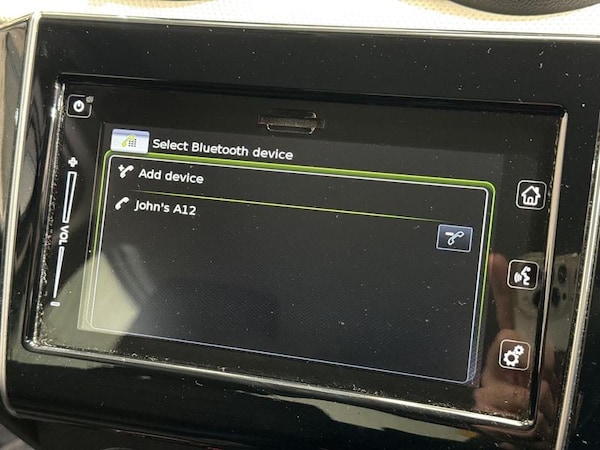 Select Bluetooth device
Add device
John's A12
+
VOL
-